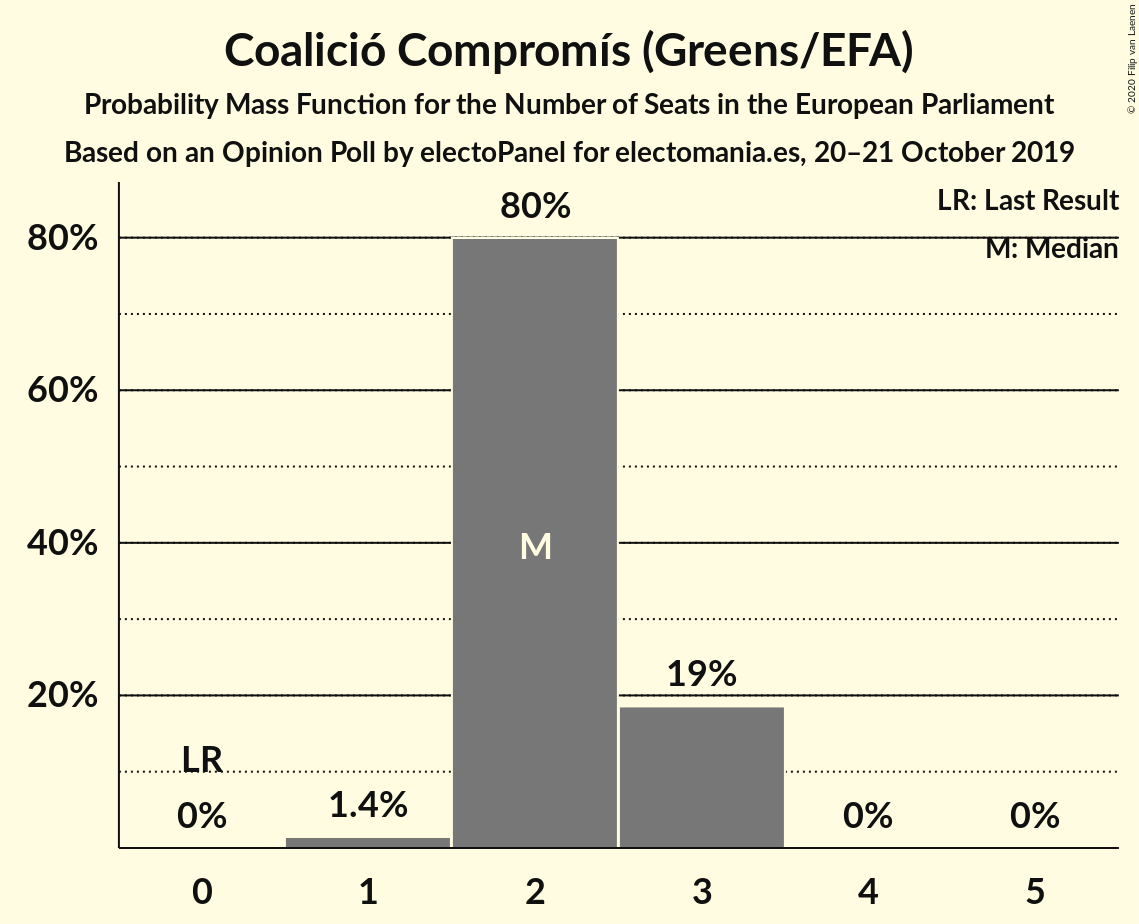 Coalició Compromís (Greens/EFA)
Probability Mass Function for the Number of Seats in the European Parliament
Based on an Opinion Poll by electoPanel for electomania.es, 20–21 October 2019
© 2020 Filip van Laenen
LR: Last Result
M: Median
80%
60%
40%
20%
80%
M
19%
LR
0%
1.4%
0%
0%
0 1 2 3 4 5